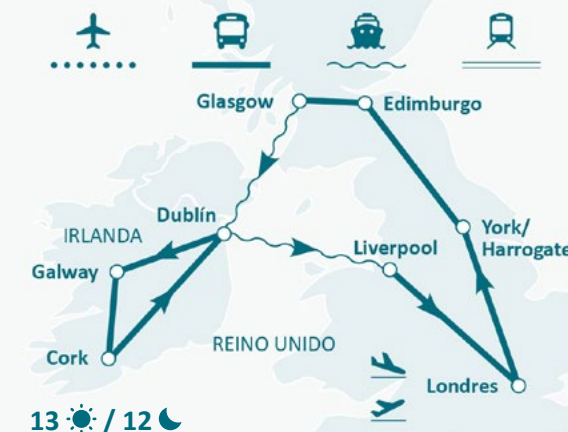 Glasgow
Edimburgo
Dublín
IRLANDA
York/
Harrogate
Liverpool
Galway
REINO UNIDO
Cork
Londres
13 / 12